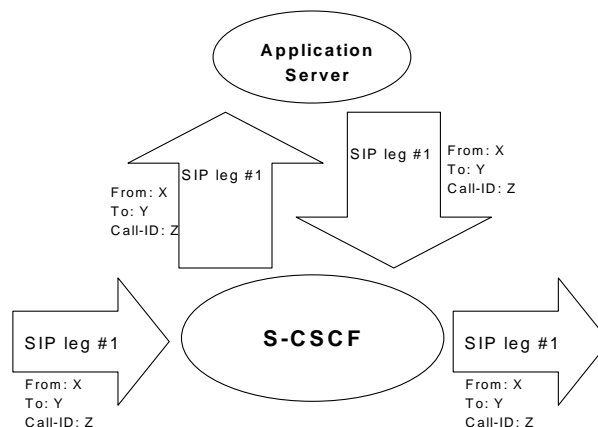 Application
Server
SIP leg #1
From: X
To: Y
Call-ID: Z
SIP leg #1
From: X
To: Y
Call-ID: Z
SIP leg #1
From: X
To: Y
Call-ID: Z
S-CSCF
SIP leg #1
From: X
To: Y
Call-ID: Z